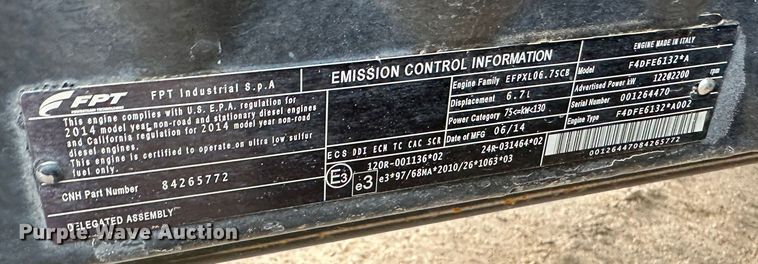 FPT
FPT Industrial S.p.A
EMISSION CONTROL INFORMATION
ENGINE MADE IN ITALY
This engine complies with U.S. E.P.A. regulation for
2014 model year non-road and stationary diesel engines
and California regulation for 2014 model year non-road
diesel engines.
This engine is certified to operate on ultra low sulfur
fuel only.
CNH Part Number 84265772
DELEGATED ASSEMBLY
ECS DDI ECM TC CAC SCR
120R-001136*02
24R-031464*02
E3
e3
e3*97/68MA*2010/26*1063*03
Engine Family EFPXL06.75CB
Displacement 6.7l
Power Category 75<=kW<130
Date of MFG 06/14
Model F4DFE6132*A
Advertised Power kW 122@2200 rpm
Serial Number 001264470
Engine Type F4DFE6132*A002
00126447084265772
Purple Wave Auction